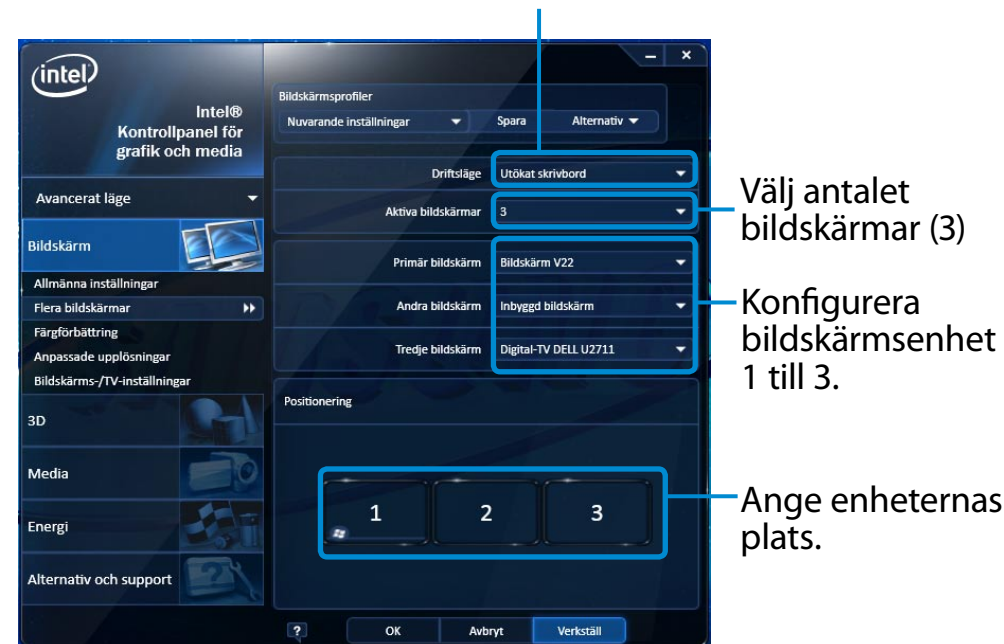 intel
Intel®
Kontrollpanel för
grafik och media
Avancerat läge
Bildskärm
Allmänna inställningar
Flera bildskärmar
Färgförbättring
Anpassade upplösningar
Bildskärms-/TV-inställningar
3D
Media
Energi
Alternativ och support
Bildskärmsprofiler
Nuvarande inställningar Spara Alternativ
Driftsläge Utökat skrivbord
Aktiva bildskärmar 3
Primär bildskärm Bildskärm V22
Andra bildskärm Inbyggd bildskärm
Tredje bildskärm Digital-TV DELL U2711
Positionering
1 2 3
? OK Avbryt Verkställ
Välj antalet
bildskärmar (3)
Konfigurera
bildskärmsenhet
1 till 3.
Ange enheternas
plats.